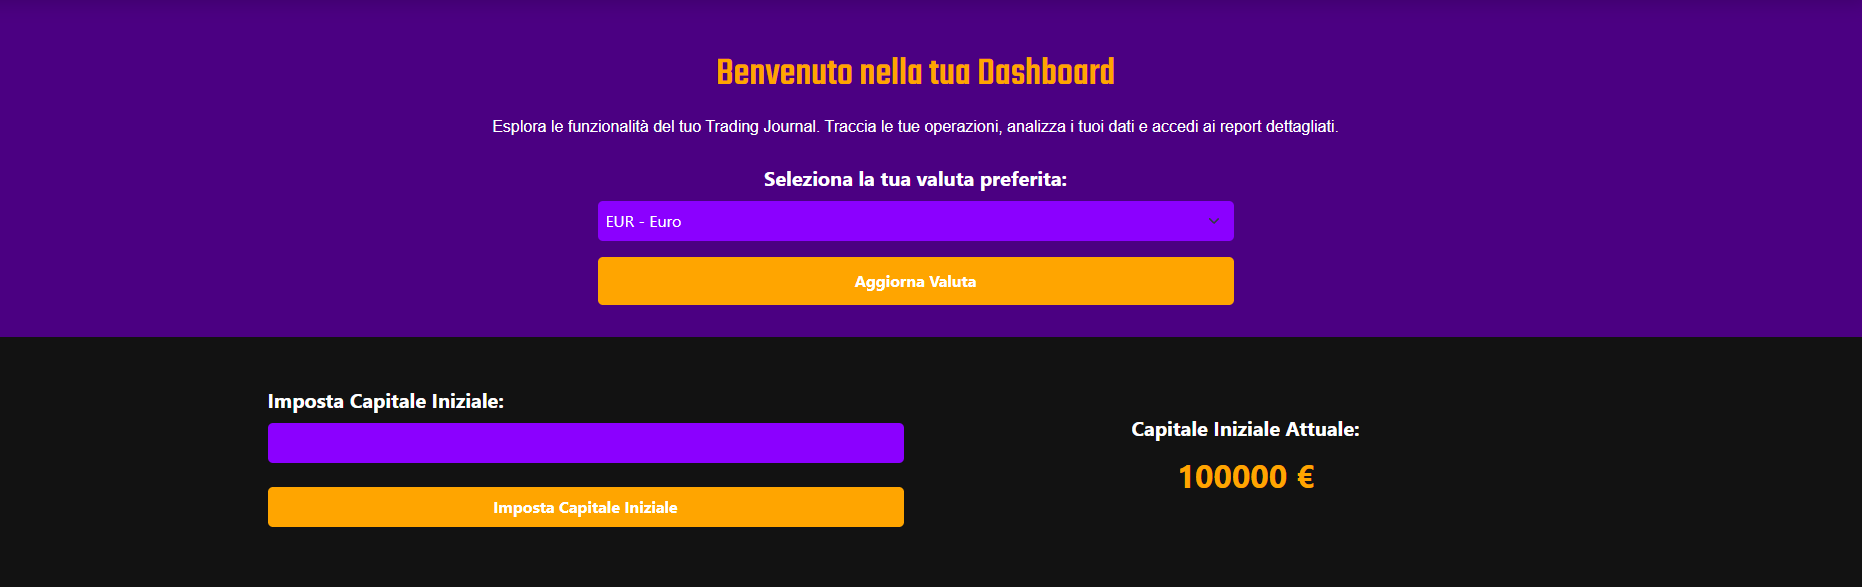 Benvenuto nella tua Dashboard
Esplora le funzionalità del tuo Trading Journal. Traccia le tue operazioni, analizza i tuoi dati e accedi ai report dettagliati.
Seleziona la tua valuta preferita:
EUR - Euro
Aggiorna Valuta
Imposta Capitale Iniziale:
Imposta Capitale Iniziale
Capitale Iniziale Attuale:
100000 €